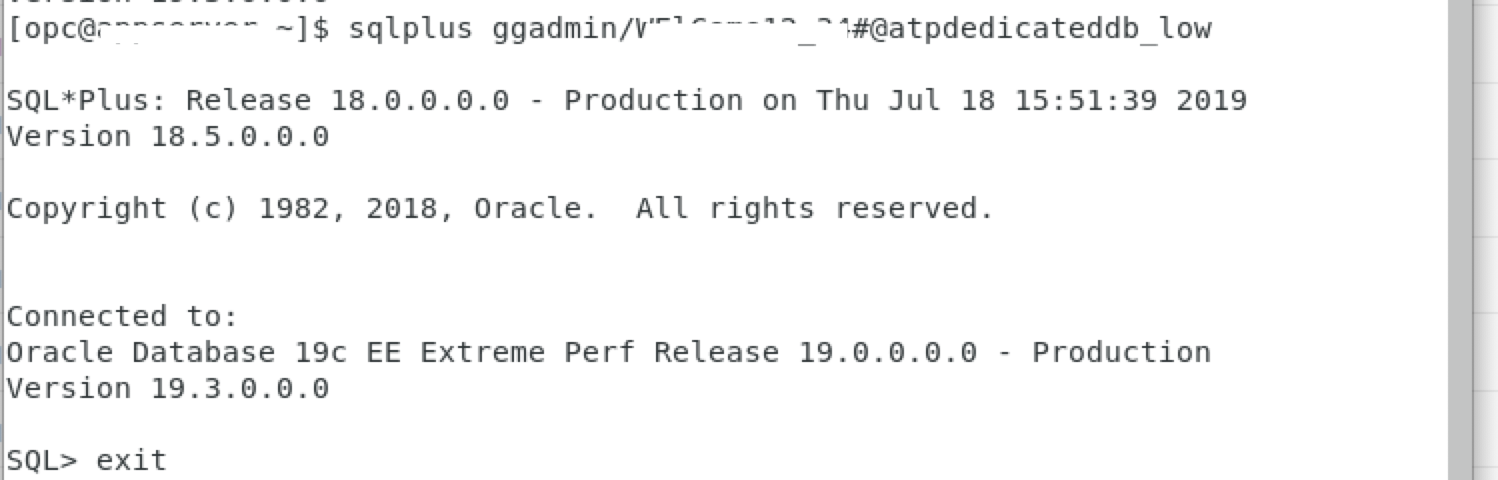 [opc@ ~]$ sqlplus ggadmin/ #@atpdedicateddb_low
SQL*Plus: Release 18.0.0.0.0 - Production on Thu Jul 18 15:51:39 2019
Version 18.5.0.0.0
Copyright (c) 1982, 2018, Oracle.  All rights reserved.
Connected to:
Oracle Database 19c EE Extreme Perf Release 19.0.0.0.0 - Production
Version 19.3.0.0.0
SQL> exit